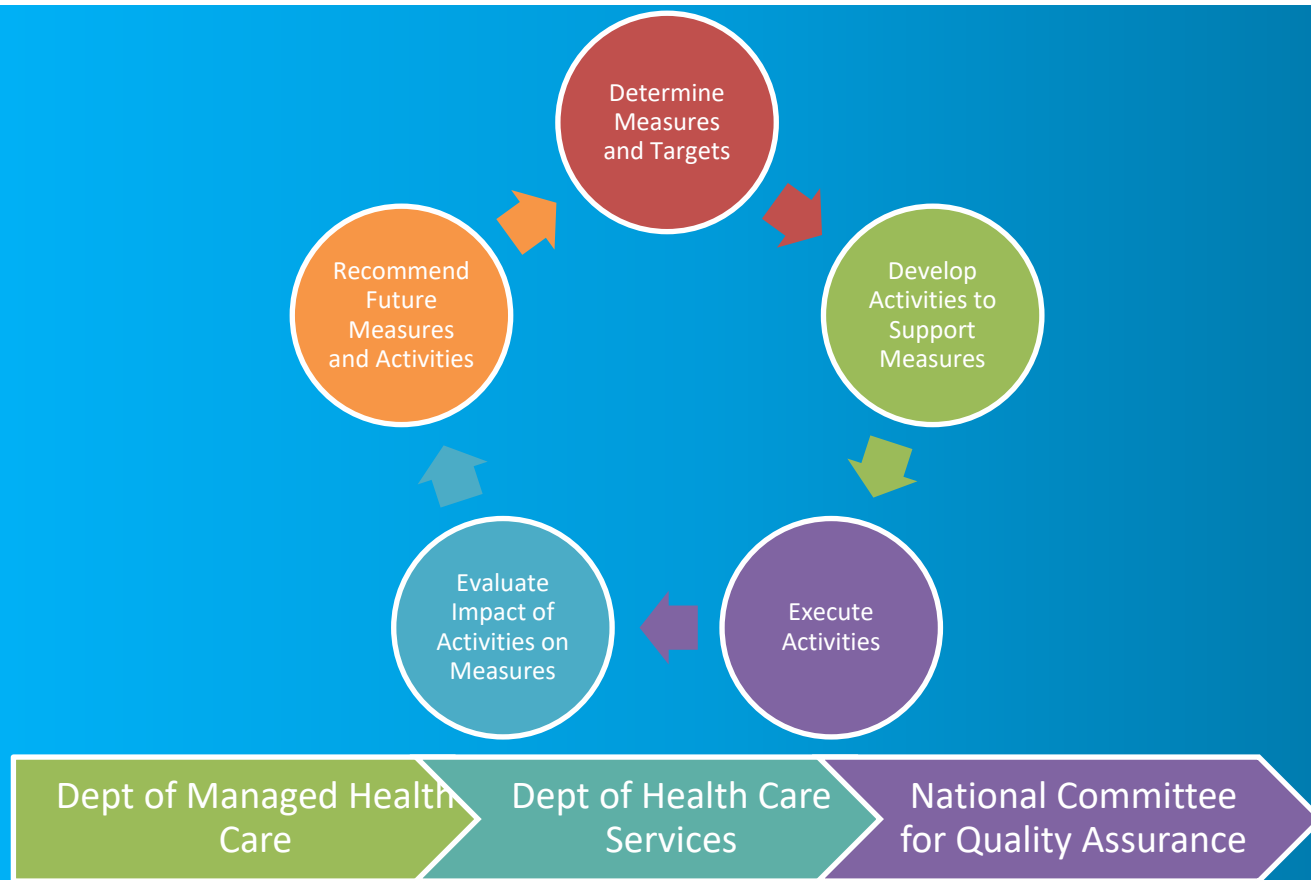 Determine
Measures
and Targets
Develop
Activities to
Support
Measures
Execute
Activities
Evaluate
Impact of
Activities on
Measures
Recommend
Future
Measures
and Activities
Dept of Managed Health
Care
Dept of Health Care
Services
National Committee
for Quality Assurance